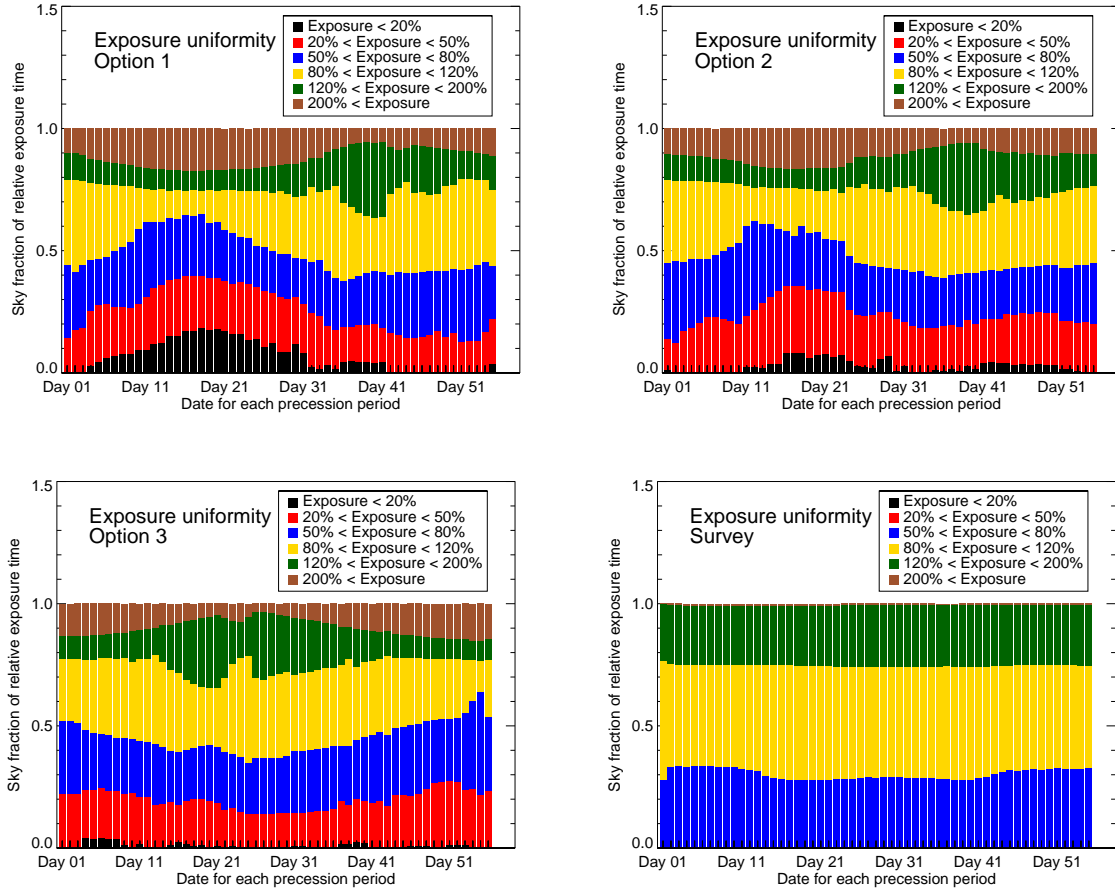 Exposure uniformity
Option 1
Exposure < 20%
20% < Exposure < 50%
50% < Exposure < 80%
80% < Exposure < 120%
120% < Exposure < 200%
200% < Exposure
1.5
1.0
0.5
0.0
Sky fraction of relative exposure time
Day 01 Day 11 Day 21 Day 31 Day 41 Day 51
Date for each precession period
Exposure uniformity
Option 2
Exposure < 20%
20% < Exposure < 50%
50% < Exposure < 80%
80% < Exposure < 120%
120% < Exposure < 200%
200% < Exposure
1.5
1.0
0.5
0.0
Sky fraction of relative exposure time
Day 01 Day 11 Day 21 Day 31 Day 41 Day 51
Date for each precession period
Exposure uniformity
Option 3
Exposure < 20%
20% < Exposure < 50%
50% < Exposure < 80%
80% < Exposure < 120%
120% < Exposure < 200%
200% < Exposure
1.5
1.0
0.5
0.0
Sky fraction of relative exposure time
Day 01 Day 11 Day 21 Day 31 Day 41 Day 51
Date for each precession period
Exposure uniformity
Survey
Exposure < 20%
20% < Exposure < 50%
50% < Exposure < 80%
80% < Exposure < 120%
120% < Exposure < 200%
200% < Exposure
1.5
1.0
0.5
0.0
Sky fraction of relative exposure time
Day 01 Day 11 Day 21 Day 31 Day 41 Day 51
Date for each precession period